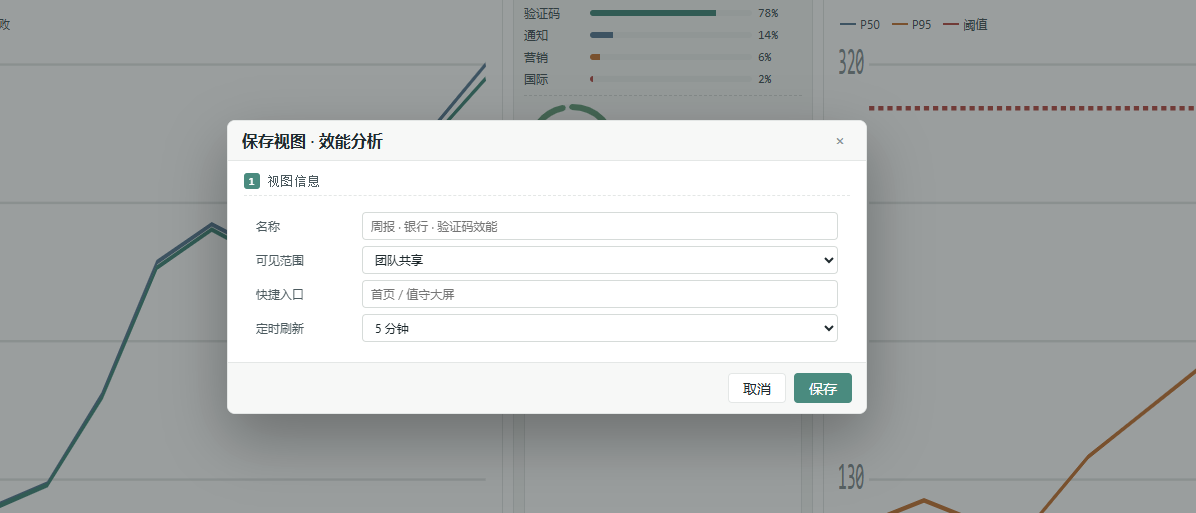 败
验证码 78%
通知 14%
营销 6%
国际 2%
P50 P95 阈值
320
保存视图 · 效能分析 ×
1 视图信息
名称 周报 · 银行 · 验证码效能
可见范围 团队共享
快捷入口 首页 / 值守大屏
定时刷新 5 分钟
取消 保存
130